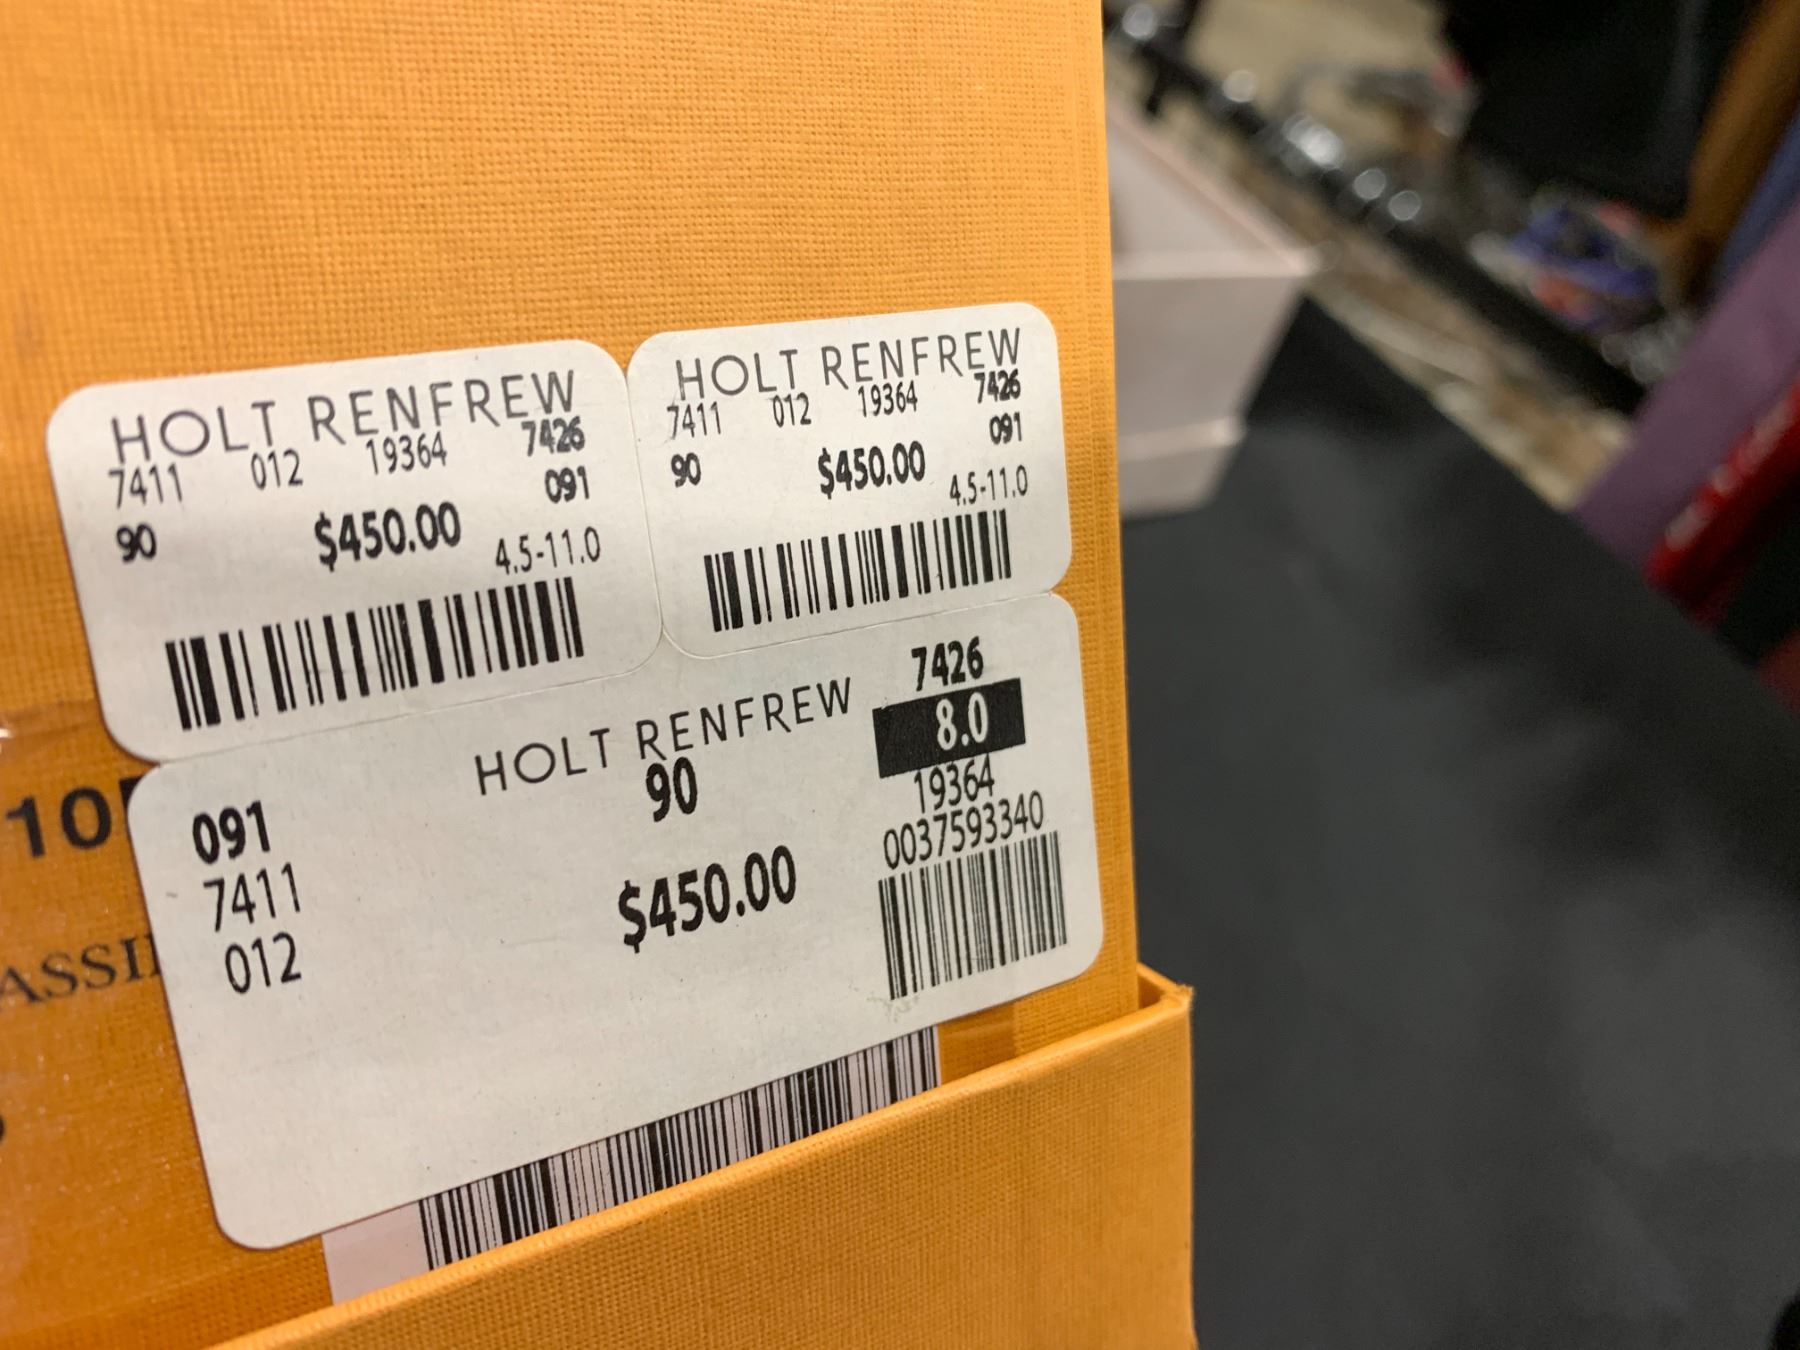 HOLT RENFREW
7411 012 19364 7426
90 $450.00 091
4.5-11.0
HOLT RENFREW
7411 012 19364 7426
90 $450.00 091
4.5-11.0
HOLT RENFREW
7426
8.0
90
19364
0037593340
091
7411
012
$450.00
10
ASSI